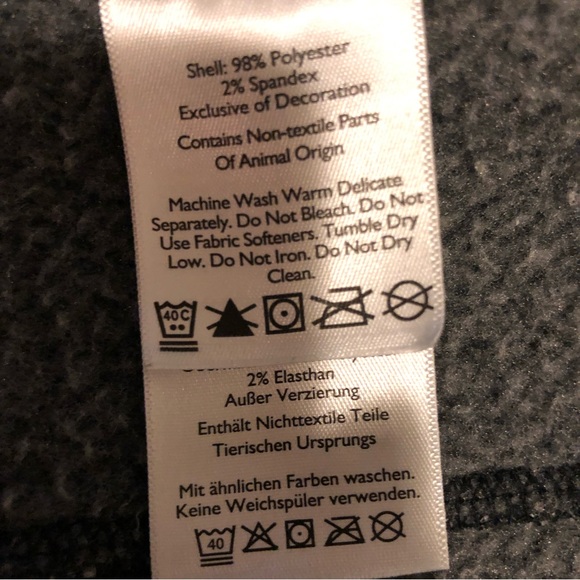 Shell: 98% Polyester
2% Spandex
Exclusive of Decoration
Contains Non-textile Parts
Of Animal Origin
Machine Wash Warm Delicate
Separately. Do Not Bleach. Do Not
Use Fabric Softeners. Tumble Dry
Low. Do Not Iron. Do Not Dry
Clean.
40C
2% Elasthan
Außer Verzierung
Enthält Nichttextile Teile
Tierischen Ursprungs
Mit ähnlichen Farben waschen.
Keine Weichspüler verwenden.
40